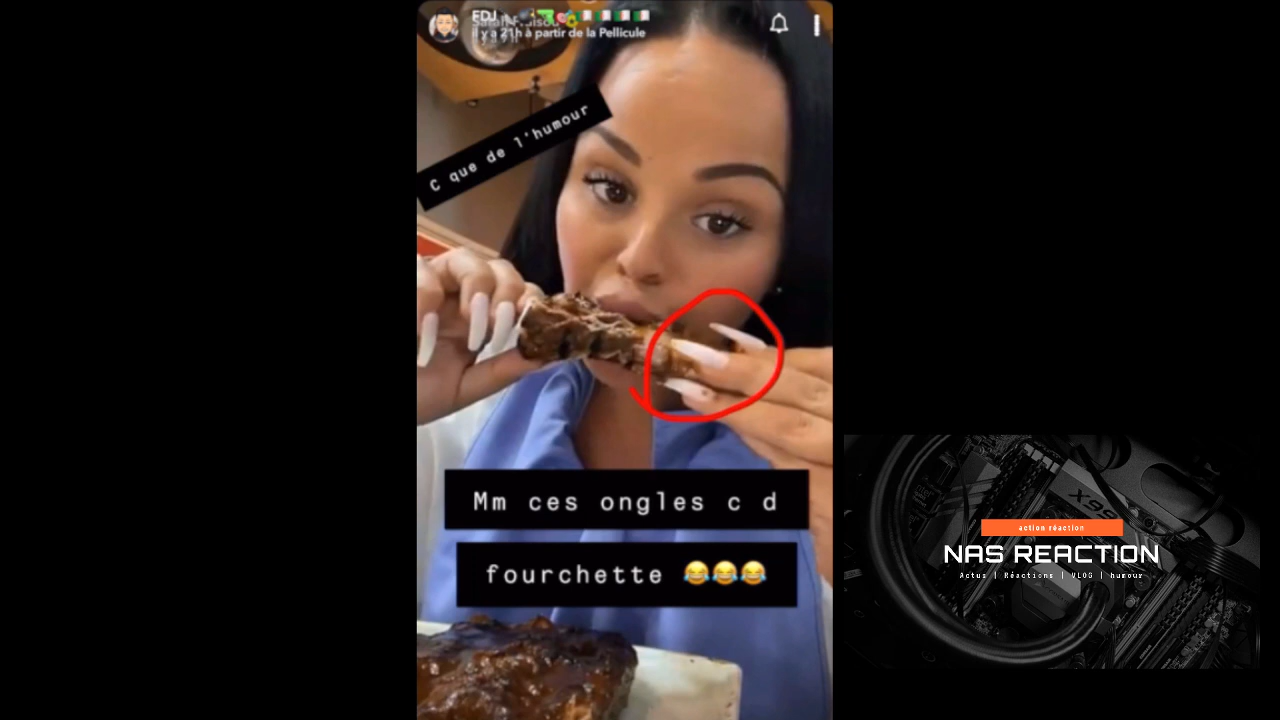 FDJ
il y a 21h à partir de la Pellicule
C que de l'humour
Mm ces ongles c d
fourchette 😂😂😂
X99
action réaction
NAS REACTION
Actus | Réactions | VLOG | humour